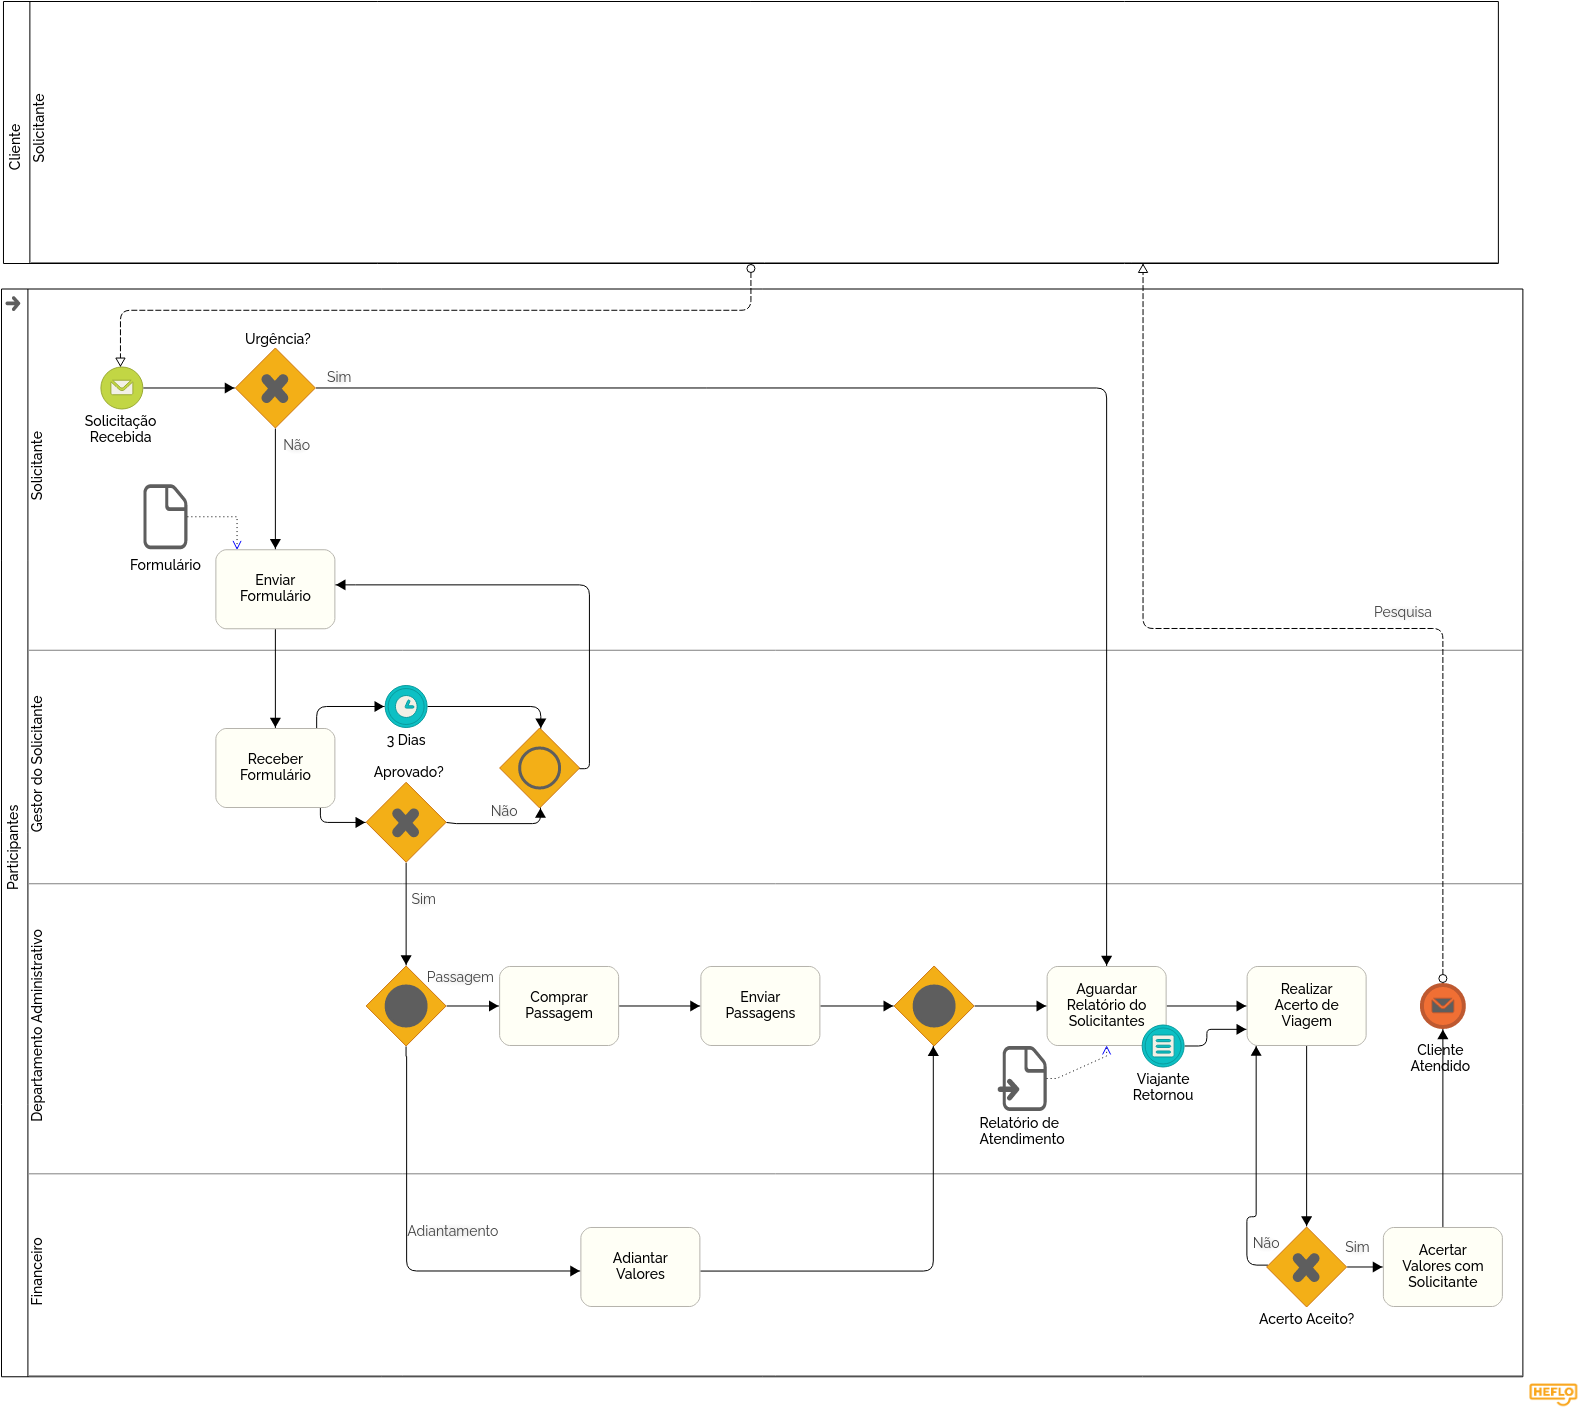 Cliente
Solicitante
Participantes
Solicitante
Urgência?
Sim
Solicitação
Recebida
Não
Formulário
Enviar
Formulário
Pesquisa
Gestor do Solicitante
3 Dias
Receber
Formulário
Aprovado?
Não
Sim
Departamento Administrativo
Passagem
Comprar
Passagem
Enviar
Passagens
Aguardar
Relatório do
Solicitantes
Realizar
Acerto de
Viagem
Cliente
Atendido
Viajante
Retornou
Relatório de
Atendimento
Financeiro
Adiantamento
Adiantar
Valores
Não
Sim
Acertar
Valores com
Solicitante
Acerto Aceito?
HEFLO